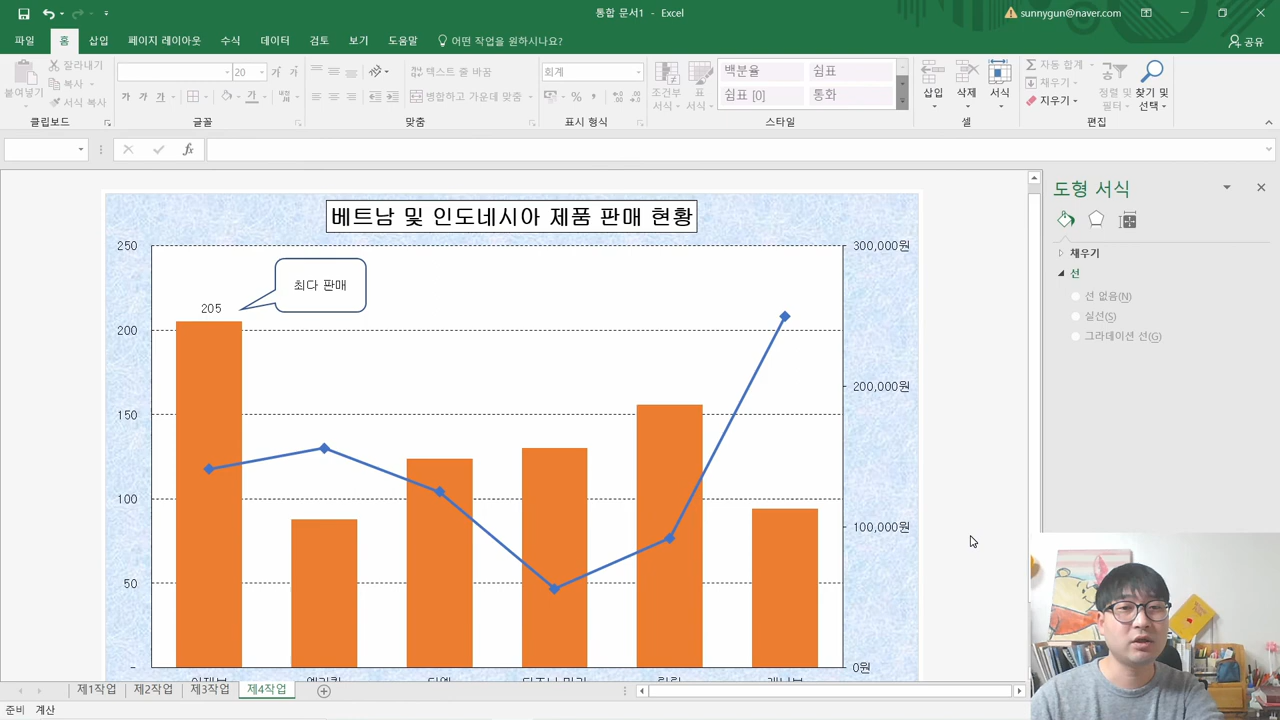 통합 문서1 - Excel
sunnygun@naver.com
파일 홈 삽입 페이지 레이아웃 수식 데이터 검토 보기 도움말 어떤 작업을 원하시나요? 공유
붙여넣기
잘라내기
복사
서식 복사
클립보드
20
글꼴
텍스트 줄 바꿈
병합하고 가운데 맞춤
맞춤
회계
표시 형식
조건부 서식
표 서식
백분율 쉼표
쉼표 [0] 통화
스타일
삽입 삭제 서식
셀
자동 합계
채우기
지우기
정렬 및 필터
찾기 및 선택
편집
베트남 및 인도네시아 제품 판매 현황
250
200
150
100
50
-
300,000원
200,000원
100,000원
0원
최다 판매
205
도형 서식
채우기
선
선 없음(N)
실선(S)
그라데이션 선(G)
제1작업 제2작업 제3작업 제4작업
준비 계산